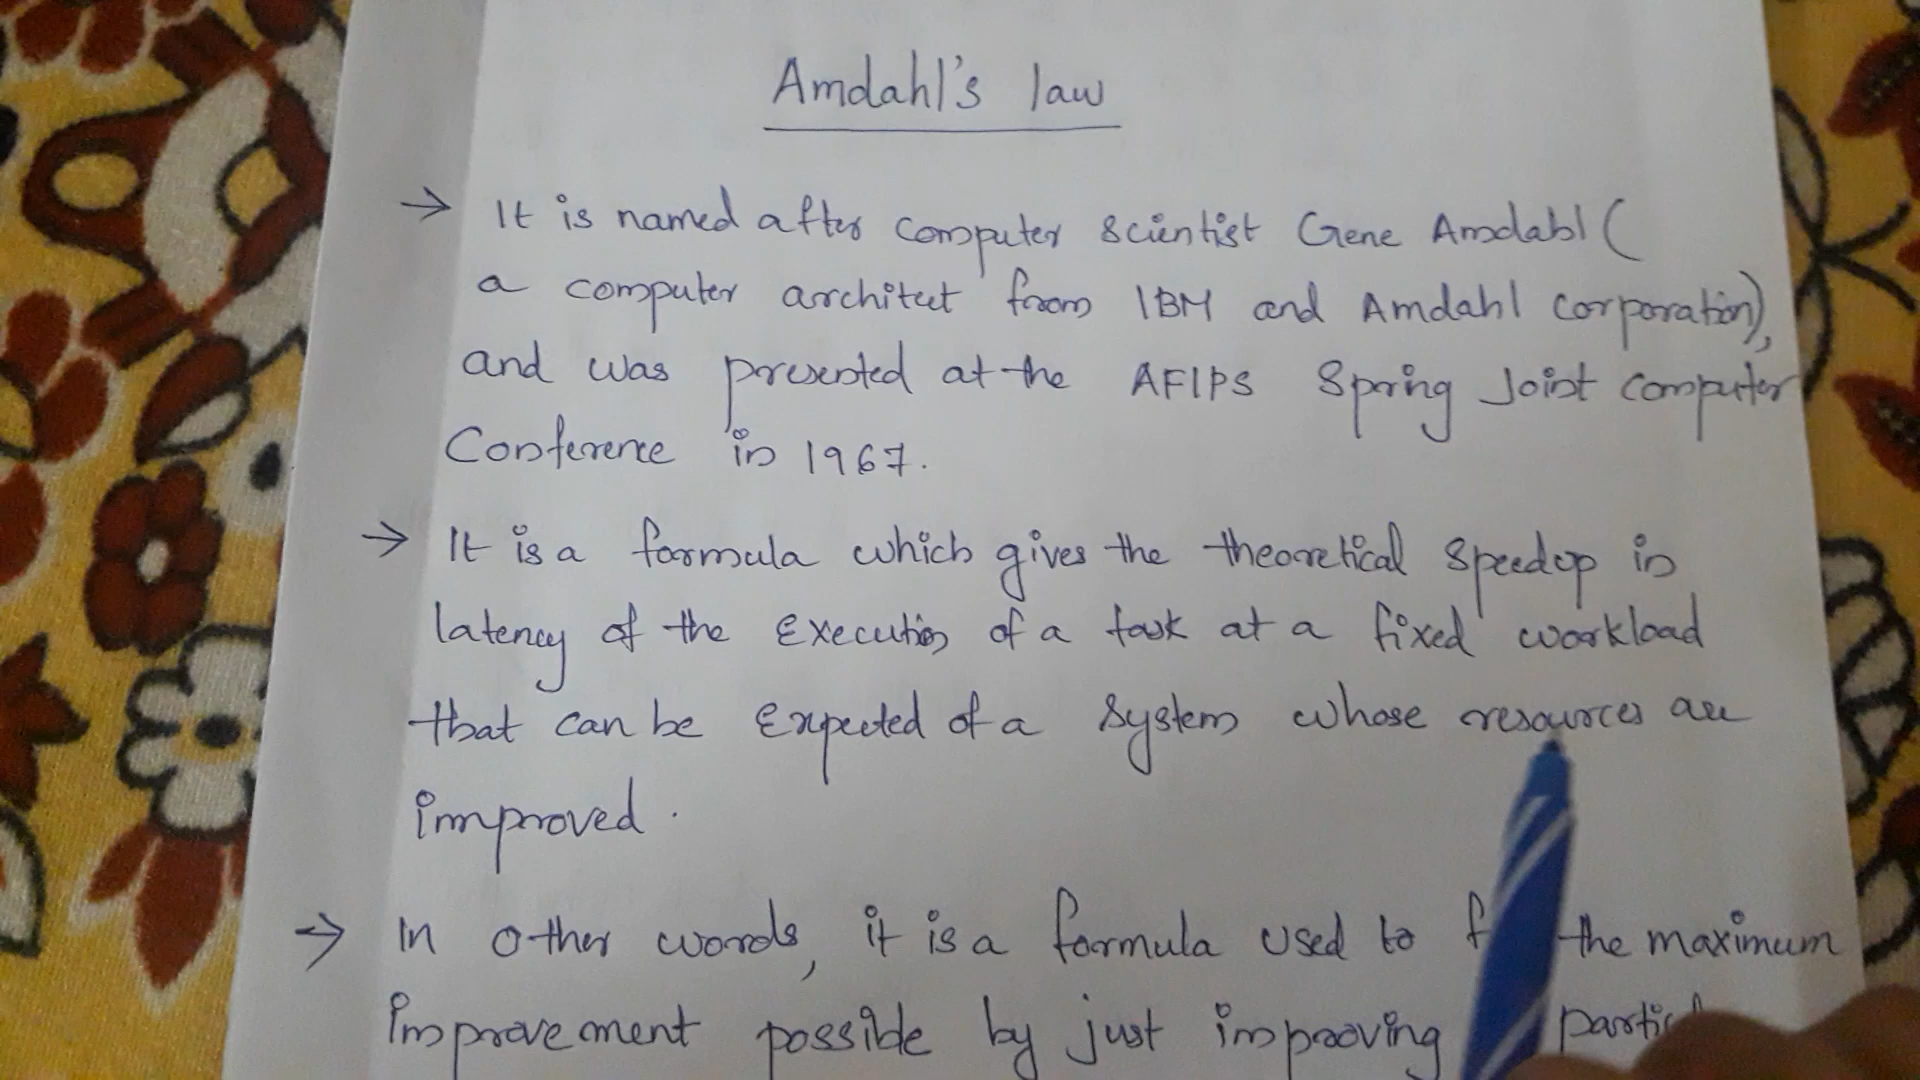 Amdahl's law
→ It is named after computer scientist Gene Amdahl (
a computer architect from IBM and Amdahl corporation),
and was presented at the AFIPS Spring Joint computer
Conference in 1967.
→ It is a formula which gives the theoretical speedup in
latency of the execution of a task at a fixed workload
that can be expected of a system whose resources are
improved.
→ In other words, it is a formula used to the maximum
improvement possible by just improving